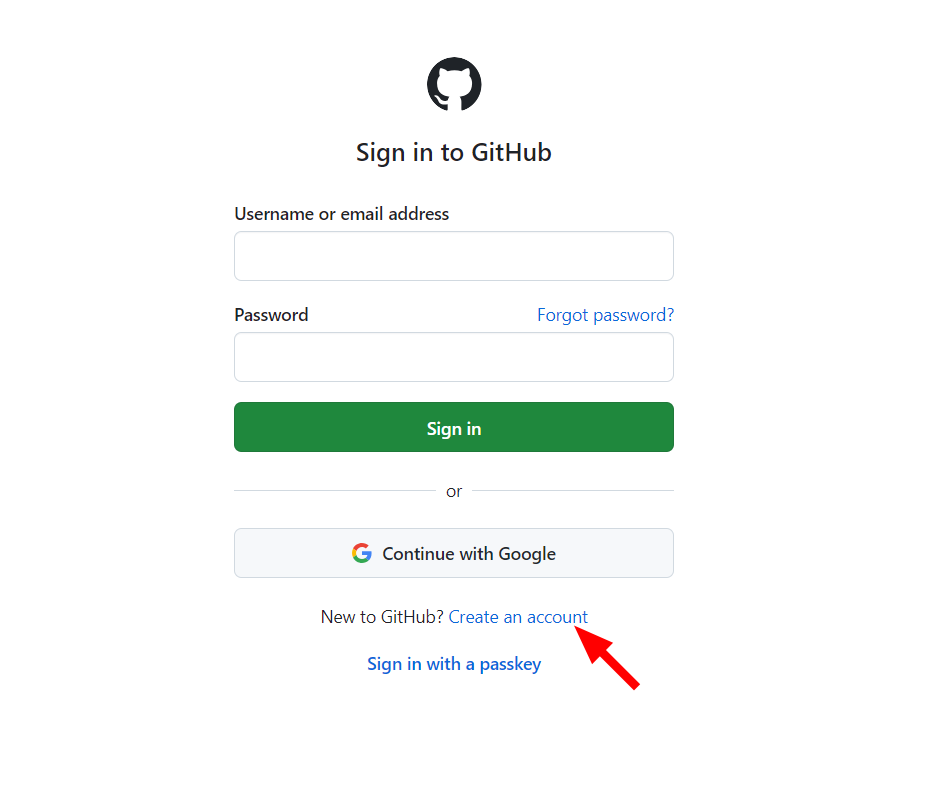 Sign in to GitHub
Username or email address
Password
Forgot password?
Sign in
or
Continue with Google
New to GitHub? Create an account
Sign in with a passkey